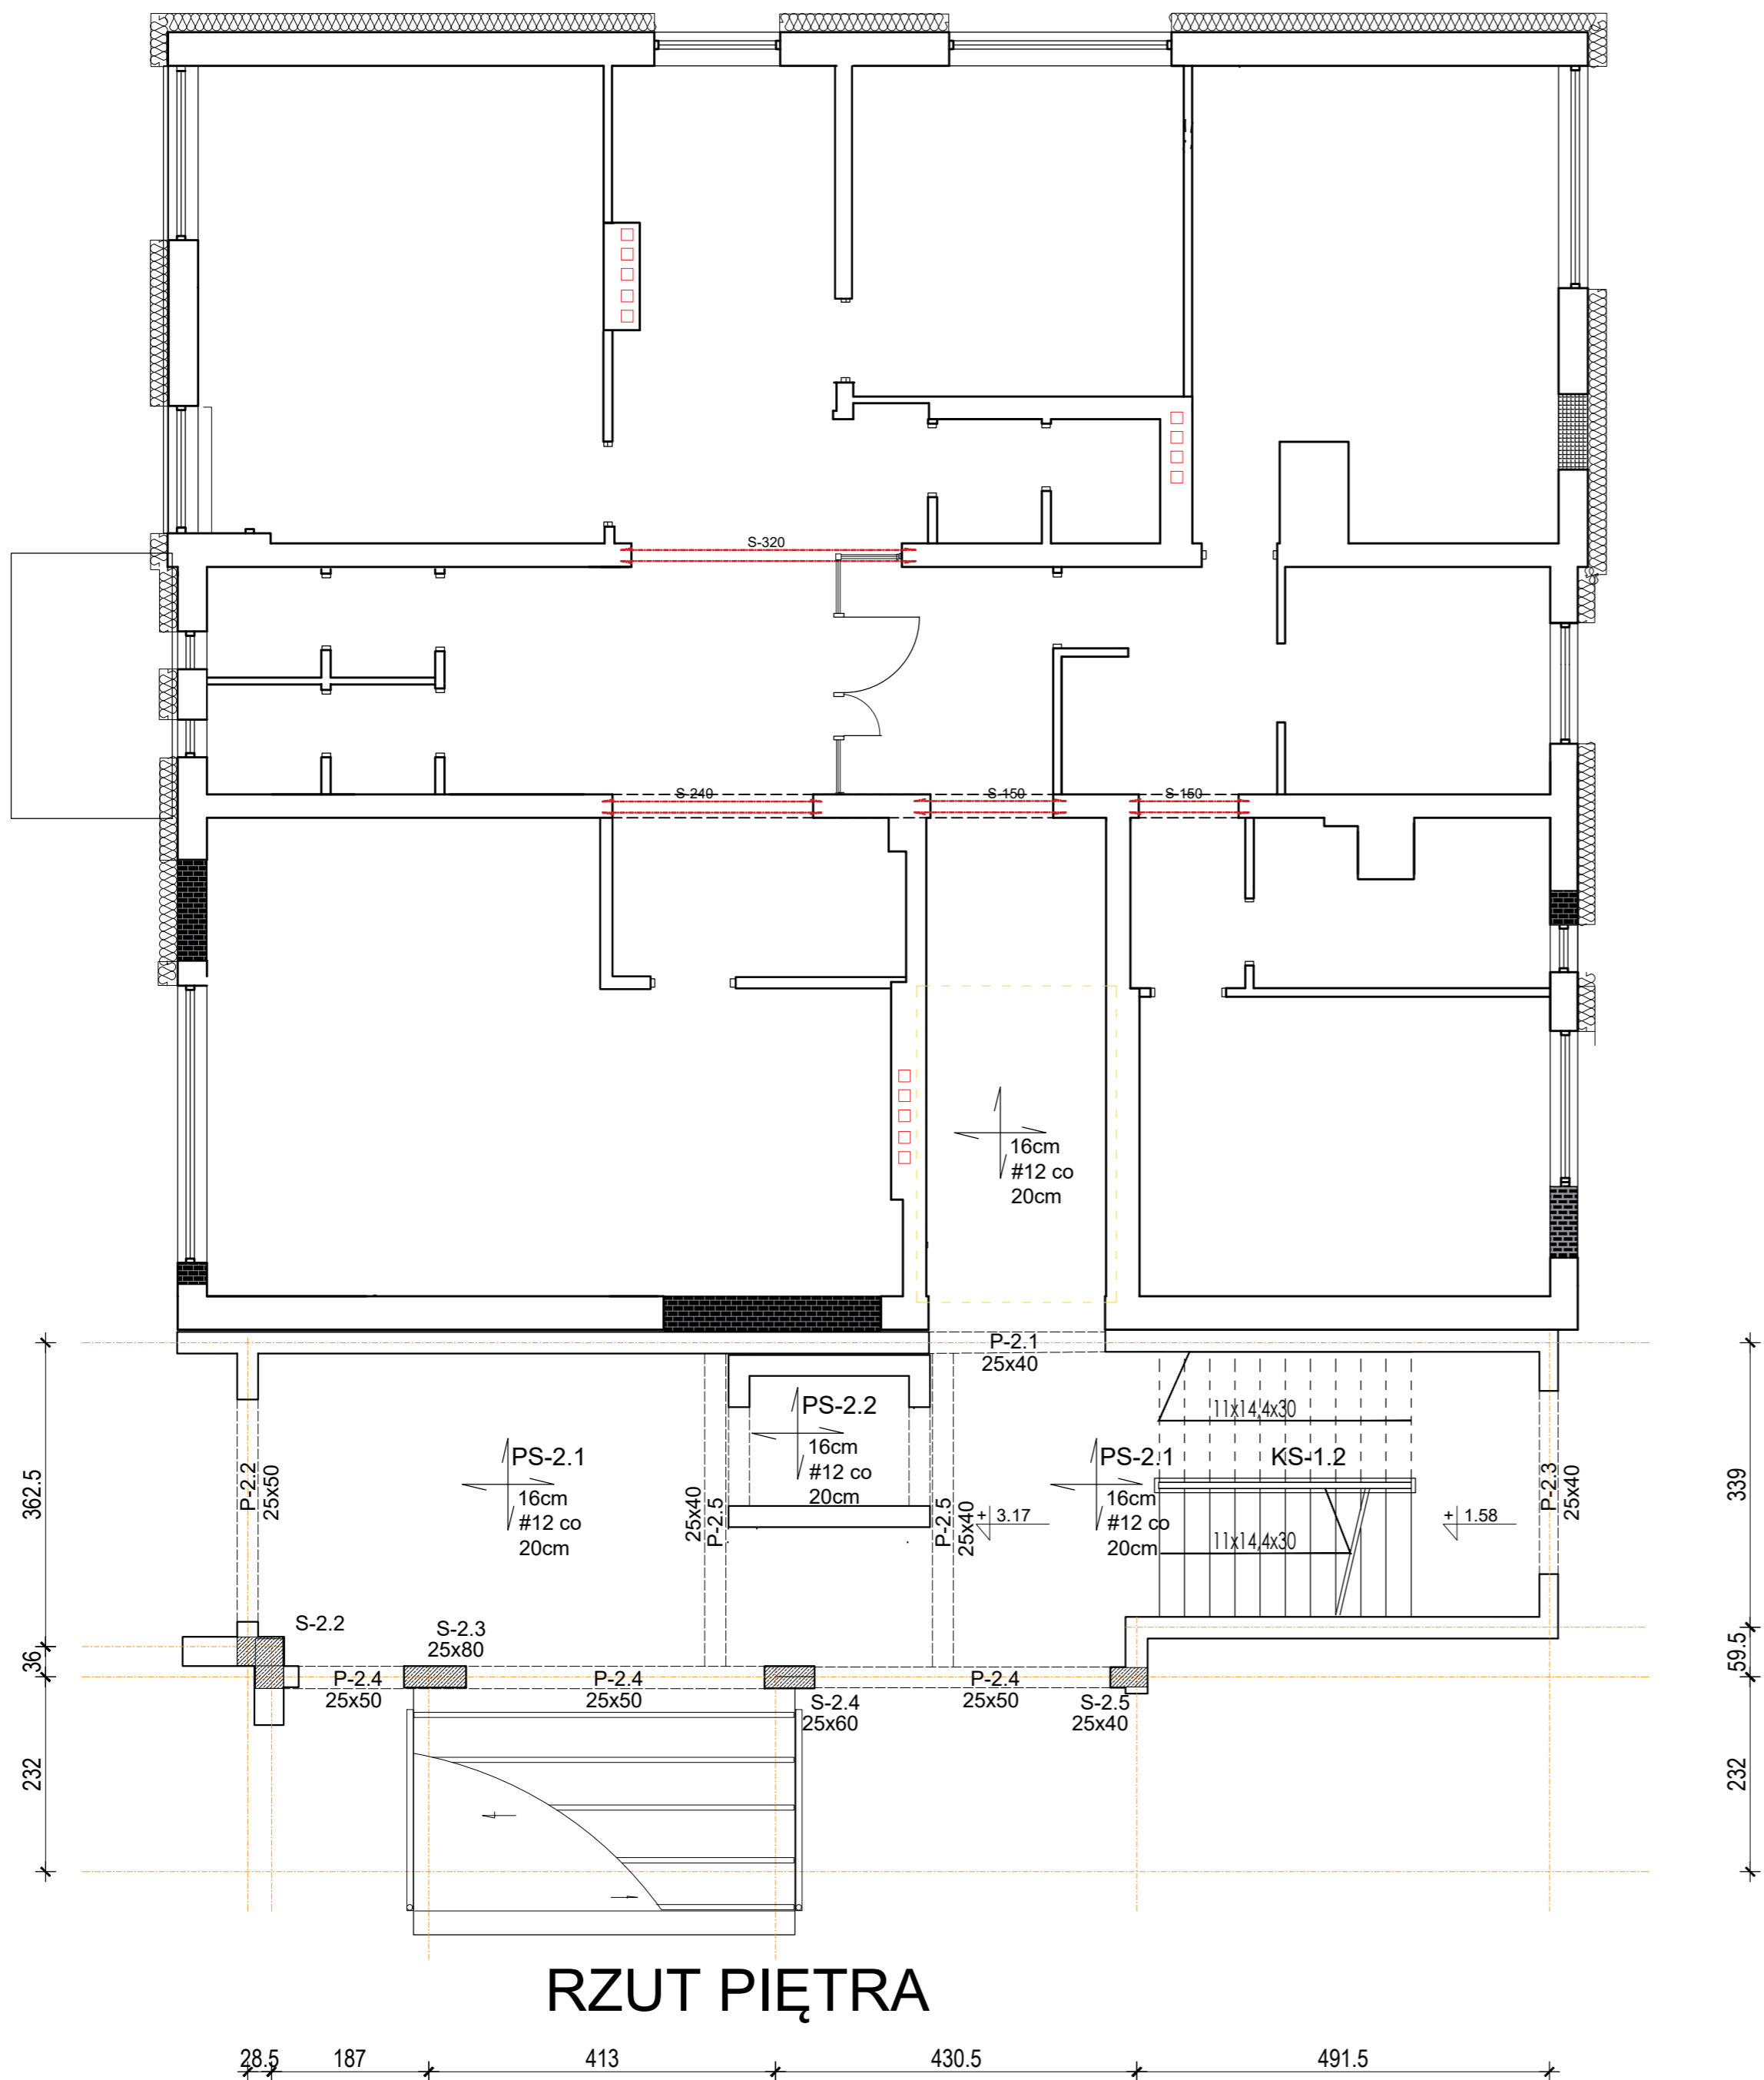 S-320
S-240
S-150
S-150
16cm
#12 co
20cm
P-2.1
25x40
PS-2.2
16cm
#12 co
20cm
11x14,4x30
PS-2.1
16cm
#12 co
20cm
PS-2.1
16cm
#12 co
20cm
KS-1.2
P-2.2
25x50
25x40
P-2.5
P-2.5
25x40
P-2.3
25x40
+ 3.17
+ 1.58
11x14,4x30
362.5
36
232
339
59.5
232
S-2.2
S-2.3
25x80
P-2.4
25x50
P-2.4
25x50
P-2.4
25x50
S-2.4
25x60
S-2.5
25x40
RZUT PIĘTRA
28.5
187
413
430.5
491.5